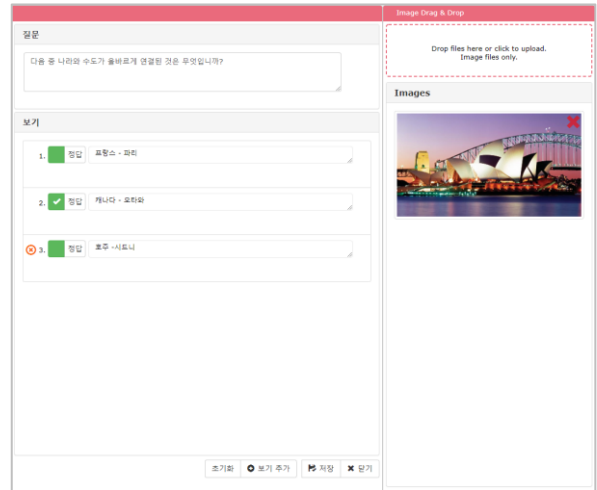 Image Drag & Drop
질문
다음 중 나라와 수도가 올바르게 연결된 것은 무엇입니까?
Drop files here or click to upload.
Image files only.
Images
보기
1. 정답 프랑스 - 파리
2. 정답 캐나다 - 오타와
3. 정답 호주 -시드니
초기화 보기 추가 저장 닫기